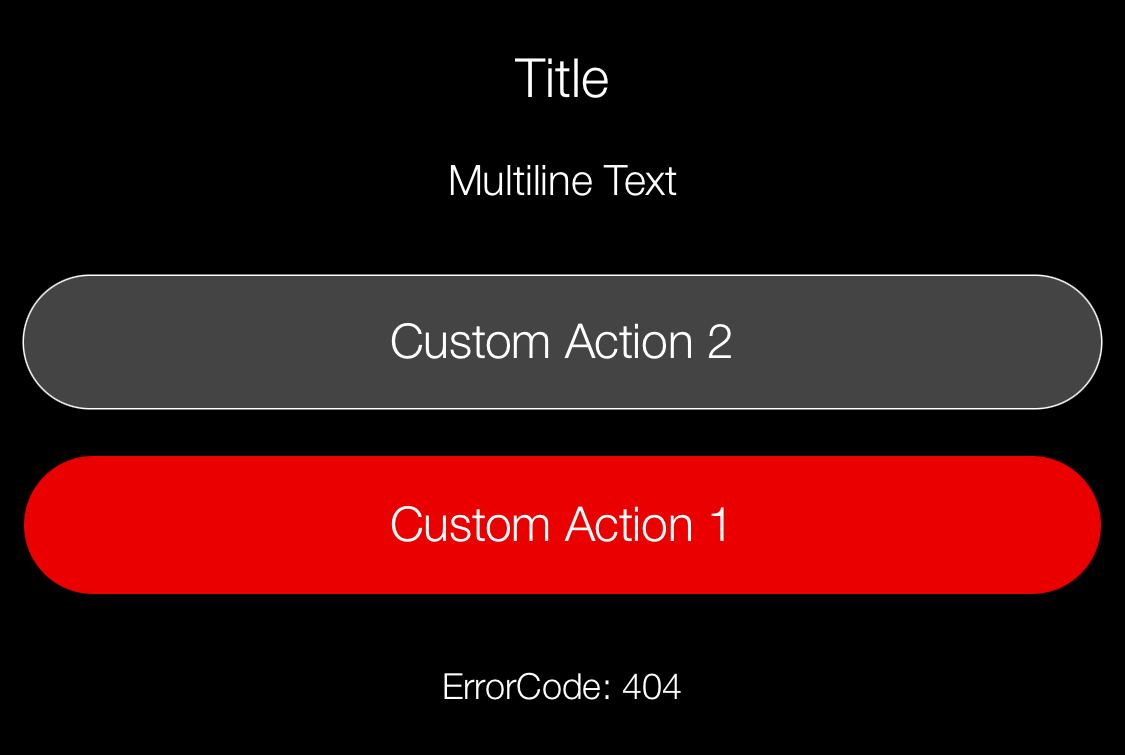 Title
Multiline Text
Custom Action 2
Custom Action 1
ErrorCode: 404